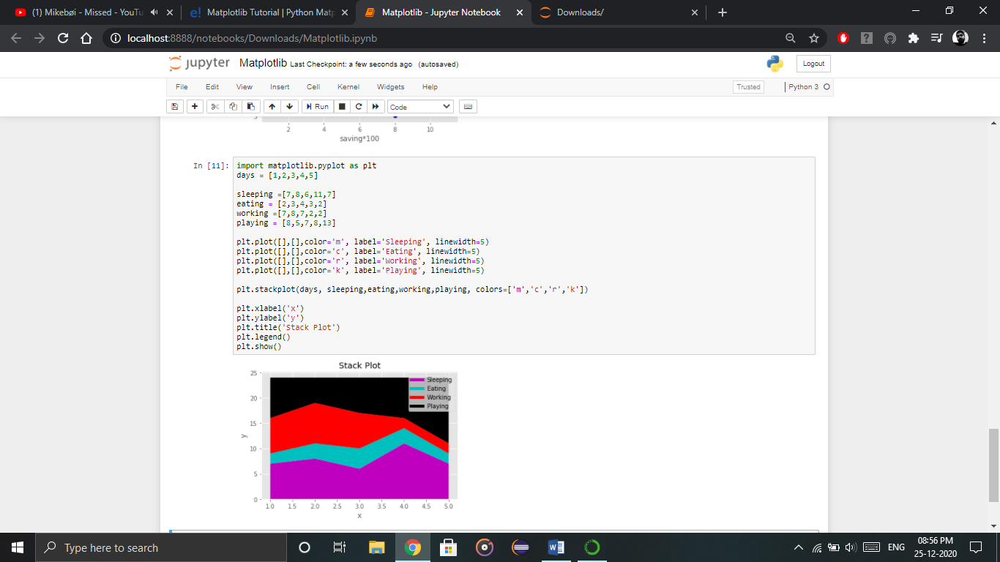 (1) Mikebøi - Missed - YouTu
Matplotlib Tutorial | Python Matp
Matplotlib - Jupyter Notebook
Downloads/
localhost:8888/notebooks/Downloads/Matplotlib.ipynb
jupyter Matplotlib Last Checkpoint: a few seconds ago (autosaved)
Logout
File Edit View Insert Cell Kernel Widgets Help
Trusted
Python 3
Run
Code
2 4 6 8 10
saving*100
In [11]:
import matplotlib.pyplot as plt
days = [1,2,3,4,5]
sleeping =[7,8,6,11,7]
eating = [2,3,4,3,2]
working =[7,8,7,2,2]
playing = [8,5,7,8,13]
plt.plot([],[],color='m', label='Sleeping', linewidth=5)
plt.plot([],[],color='c', label='Eating', linewidth=5)
plt.plot([],[],color='r', label='Working', linewidth=5)
plt.plot([],[],color='k', label='Playing', linewidth=5)
plt.stackplot(days, sleeping,eating,working,playing, colors=['m','c','r','k'])
plt.xlabel('x')
plt.ylabel('y')
plt.title('Stack Plot')
plt.legend()
plt.show()
Stack Plot
25
20
15
10
5
0
y
Sleeping
Eating
Working
Playing
1.0 1.5 2.0 2.5 3.0 3.5 4.0 4.5 5.0
x
Type here to search
ENG
08:56 PM
25-12-2020